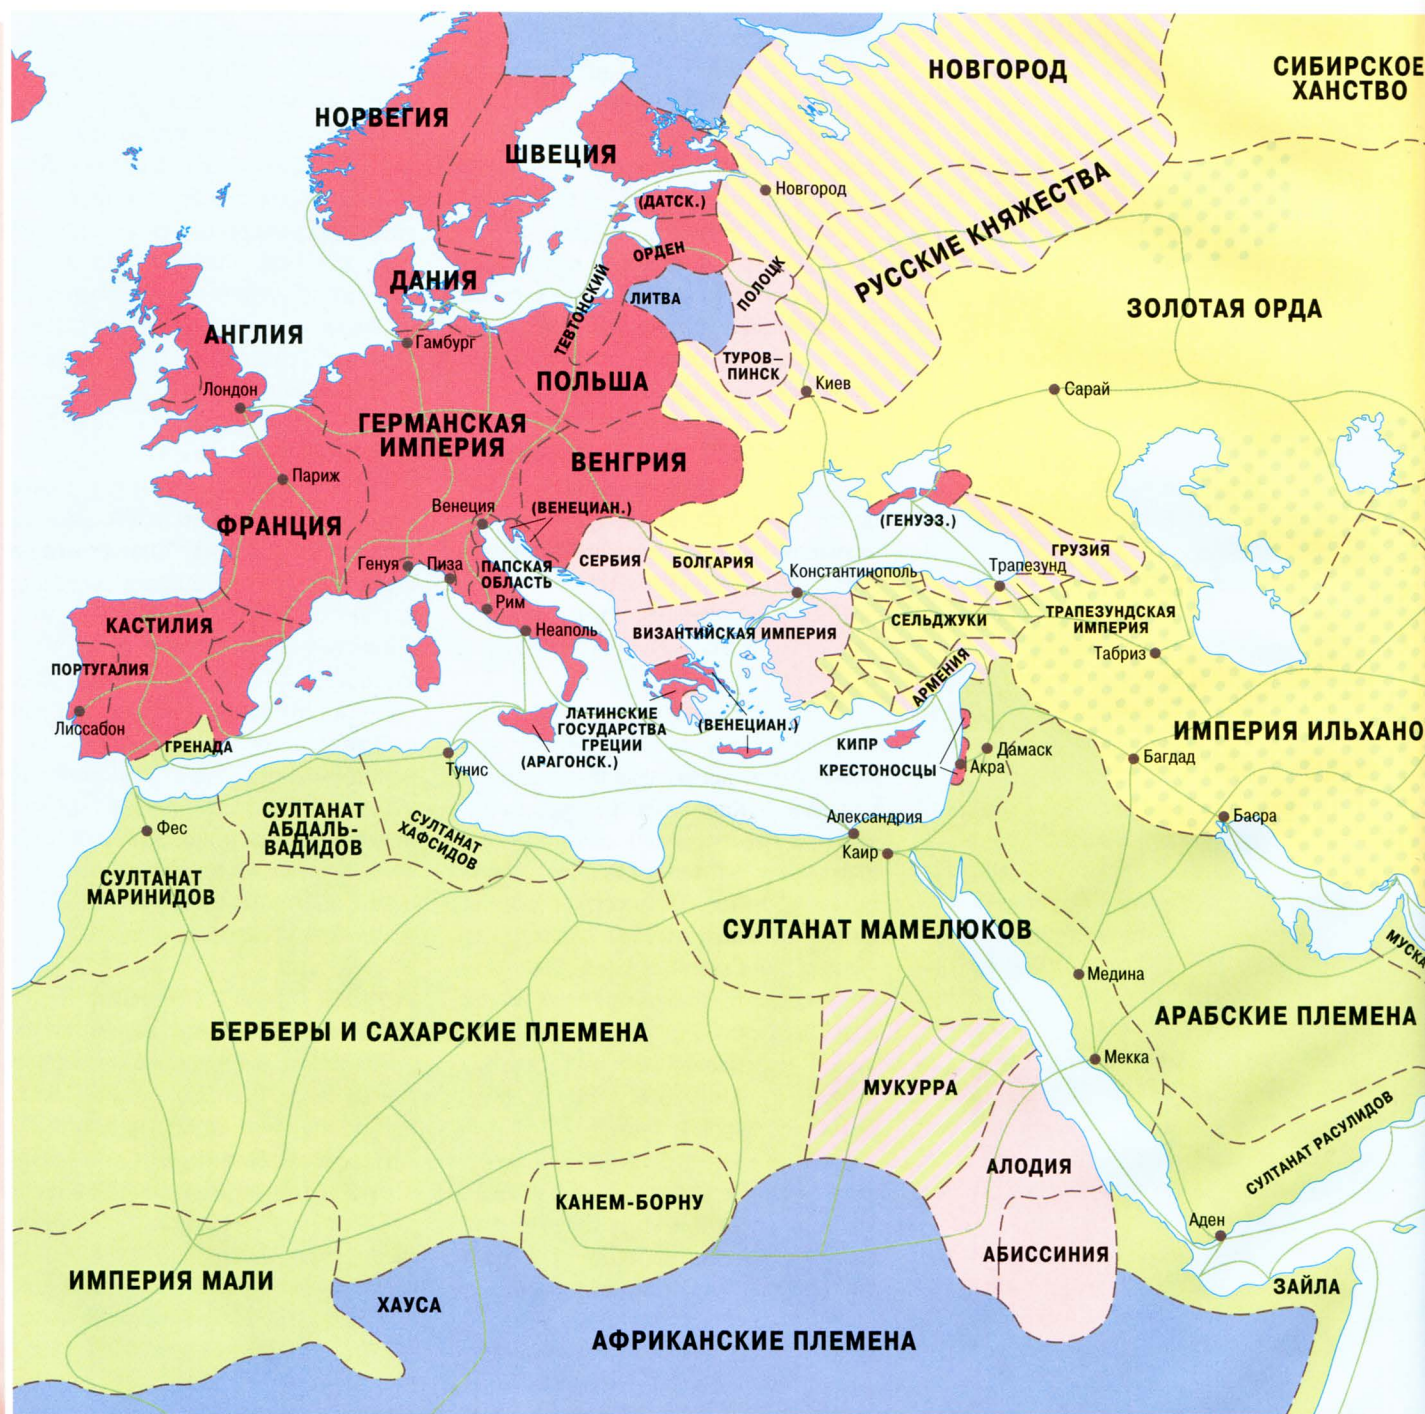 НОВГОРОД
СИБИРСКОЕ
ХАНСТВО
НОРВЕГИЯ
ШВЕЦИЯ
Новгород
(ДАТСК.)
РУССКИЕ КНЯЖЕСТВА
ОРДЕН
ТЕВТОНСКИЙ
ДАНИЯ
ПОЛОЦК
ЛИТВА
ЗОЛОТАЯ ОРДА
АНГЛИЯ
Гамбург
ТУРОВ–
ПИНСК
ПОЛЬША
Лондон
Киев
Сарай
ГЕРМАНСКАЯ
ИМПЕРИЯ
ВЕНГРИЯ
Париж
Венеция
(ВЕНЕЦИАН.)
ФРАНЦИЯ
(ГЕНУЭЗ.)
ГРУЗИЯ
Генуя
Пиза
ПАПСКАЯ
ОБЛАСТЬ
СЕРБИЯ
БОЛГАРИЯ
Константинополь
Трапезунд
Рим
КАСТИЛИЯ
Неаполь
ВИЗАНТИЙСКАЯ ИМПЕРИЯ
СЕЛЬДЖУКИ
ТРАПЕЗУНДСКАЯ
ИМПЕРИЯ
Табриз
ПОРТУГАЛИЯ
АРМЕНИЯ
Лиссабон
ГРЕНАДА
ЛАТИНСКИЕ
ГОСУДАРСТВА
ГРЕЦИИ
(АРАГОНСК.)
(ВЕНЕЦИАН.)
КИПР
КРЕСТОНОСЦЫ
Дамаск
Акра
ИМПЕРИЯ ИЛЬХАНО
Багдад
Тунис
Басра
Фес
СУЛТАНАТ
АБДАЛЬ-
ВАДИДОВ
СУЛТАНАТ
ХАФСИДОВ
Александрия
Каир
СУЛТАНАТ
МАРИНИДОВ
СУЛТАНАТ МАМЕЛЮКОВ
МУСКА
Медина
БЕРБЕРЫ И САХАРСКИЕ ПЛЕМЕНА
АРАБСКИЕ ПЛЕМЕНА
Мекка
МУКУРРА
СУЛТАНАТ РАСУЛИДОВ
АЛОДИЯ
КАНЕМ-БОРНУ
Аден
АБИССИНИЯ
ИМПЕРИЯ МАЛИ
ХАУСА
ЗАЙЛА
АФРИКАНСКИЕ ПЛЕМЕНА